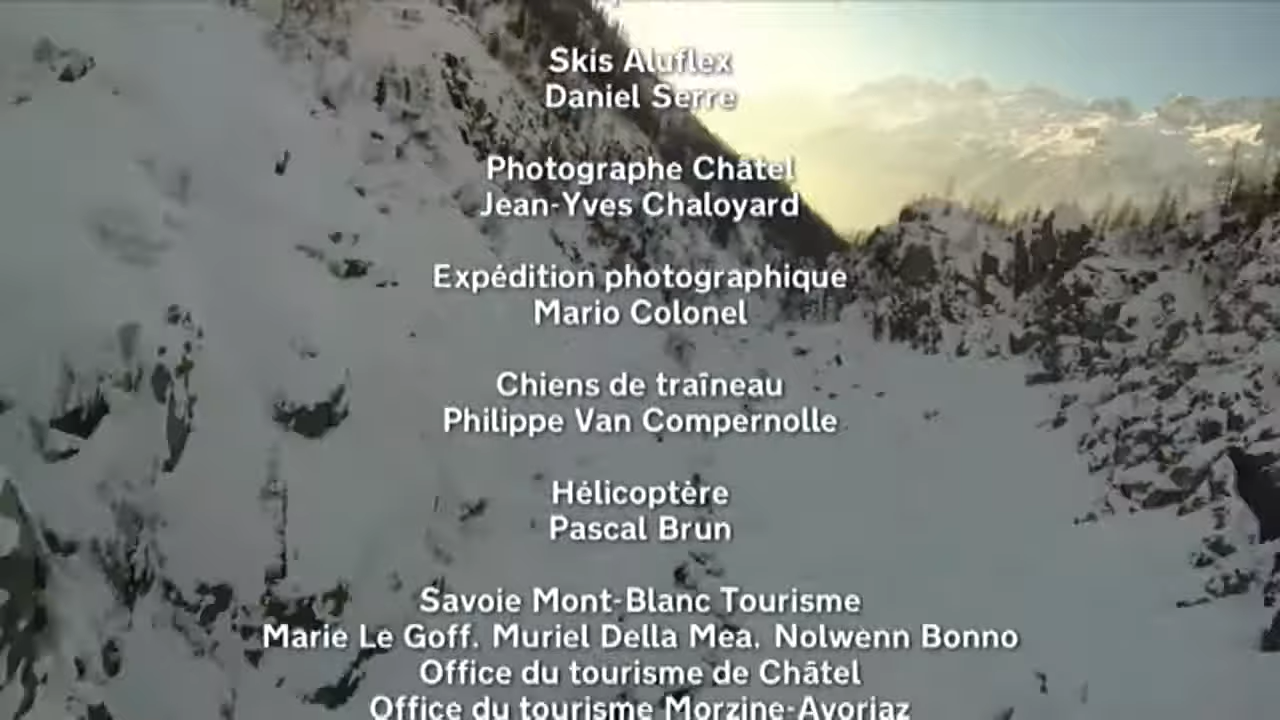 Skis Aluflex
Daniel Serre
Photographe Châtel
Jean-Yves Chaloyard
Expédition photographique
Mario Colonel
Chiens de traîneau
Philippe Van Compernolle
Hélicoptère
Pascal Brun
Savoie Mont-Blanc Tourisme
Marie Le Goff, Muriel Della Mea, Nolwenn Bonno
Office du tourisme de Châtel
Office du tourisme Morzine-Avoriaz